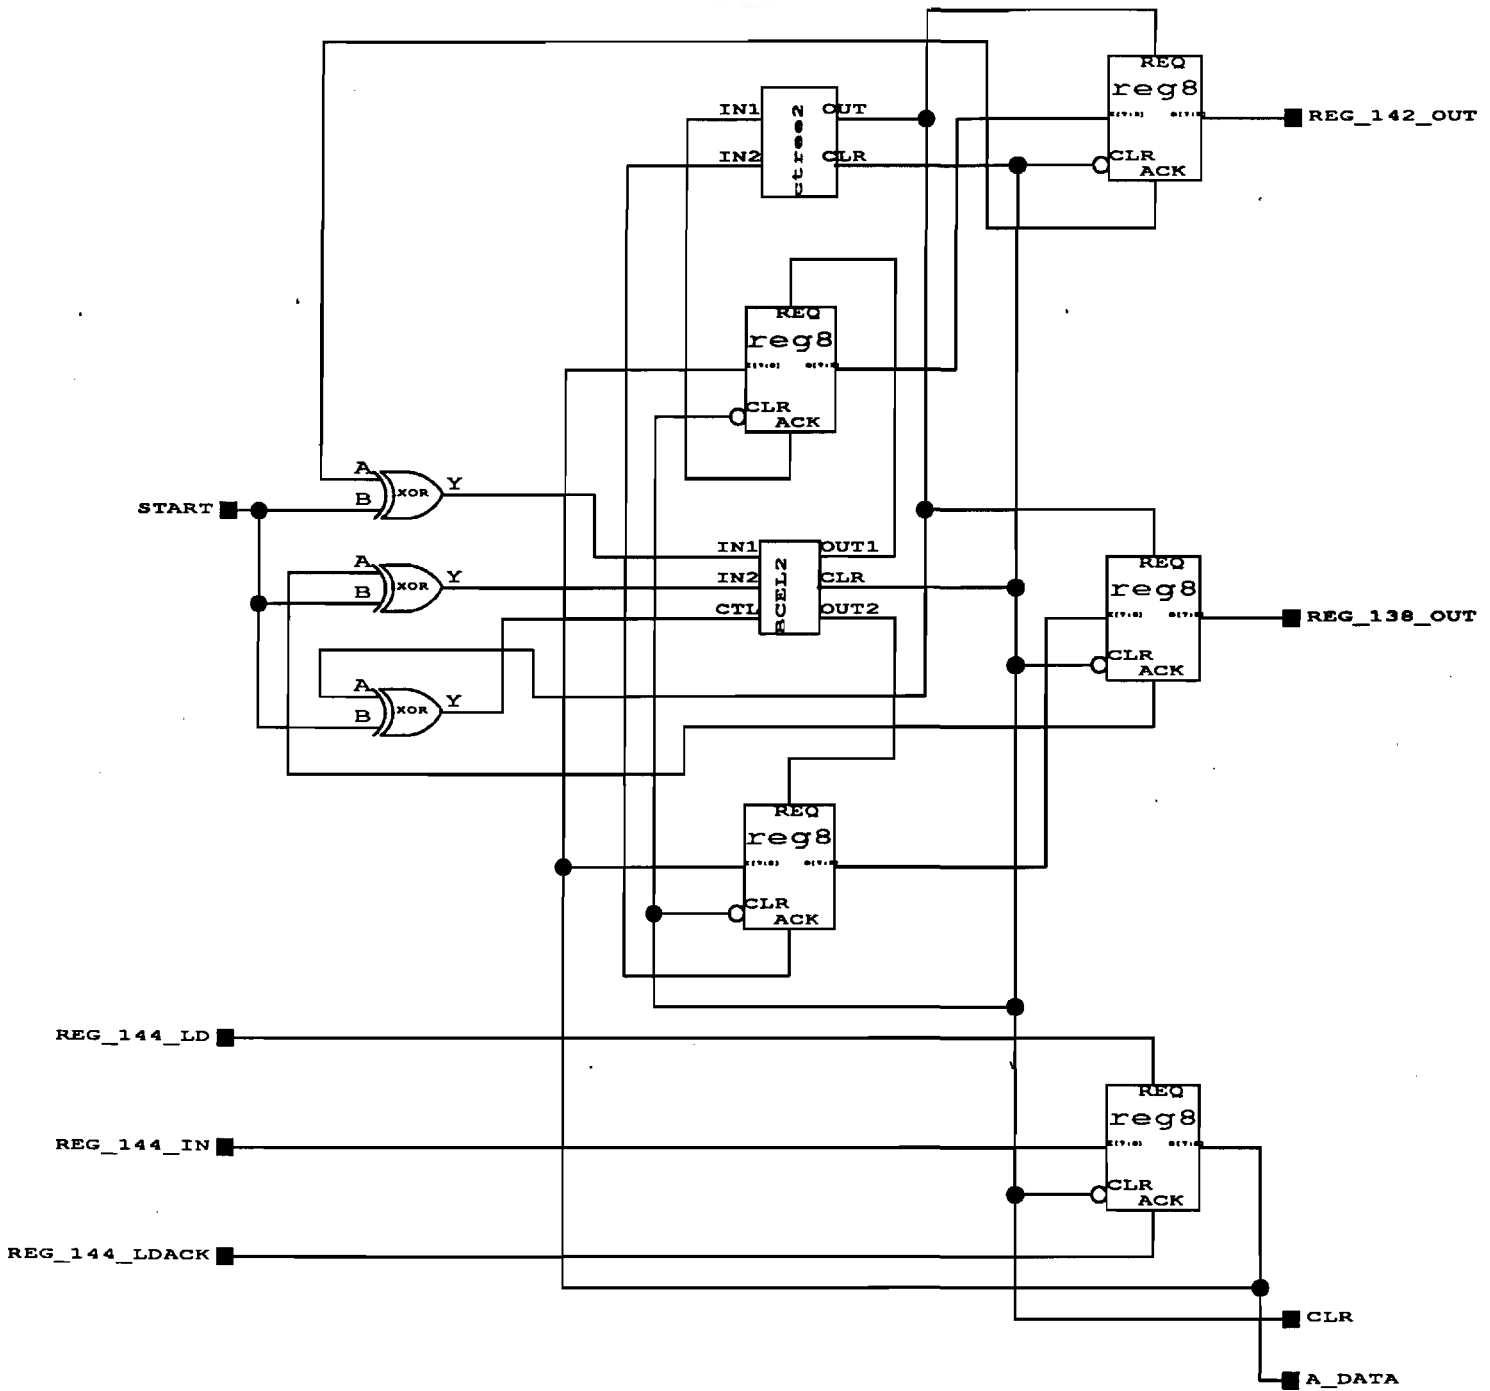 REQ
reg8
REG_142_OUT
CLR
ACK
IN1
IN2
ctree2
OUT
CLR
REQ
reg8
CLR
ACK
START
A
B
XOR
Y
A
B
XOR
Y
A
B
XOR
Y
IN1
IN2
CTL
BCEL2
OUT1
CLR
OUT2
REQ
reg8
REG_138_OUT
CLR
ACK
REQ
reg8
CLR
ACK
REG_144_LD
REG_144_IN
REG_144_LDACK
REQ
reg8
CLR
ACK
CLR
A_DATA